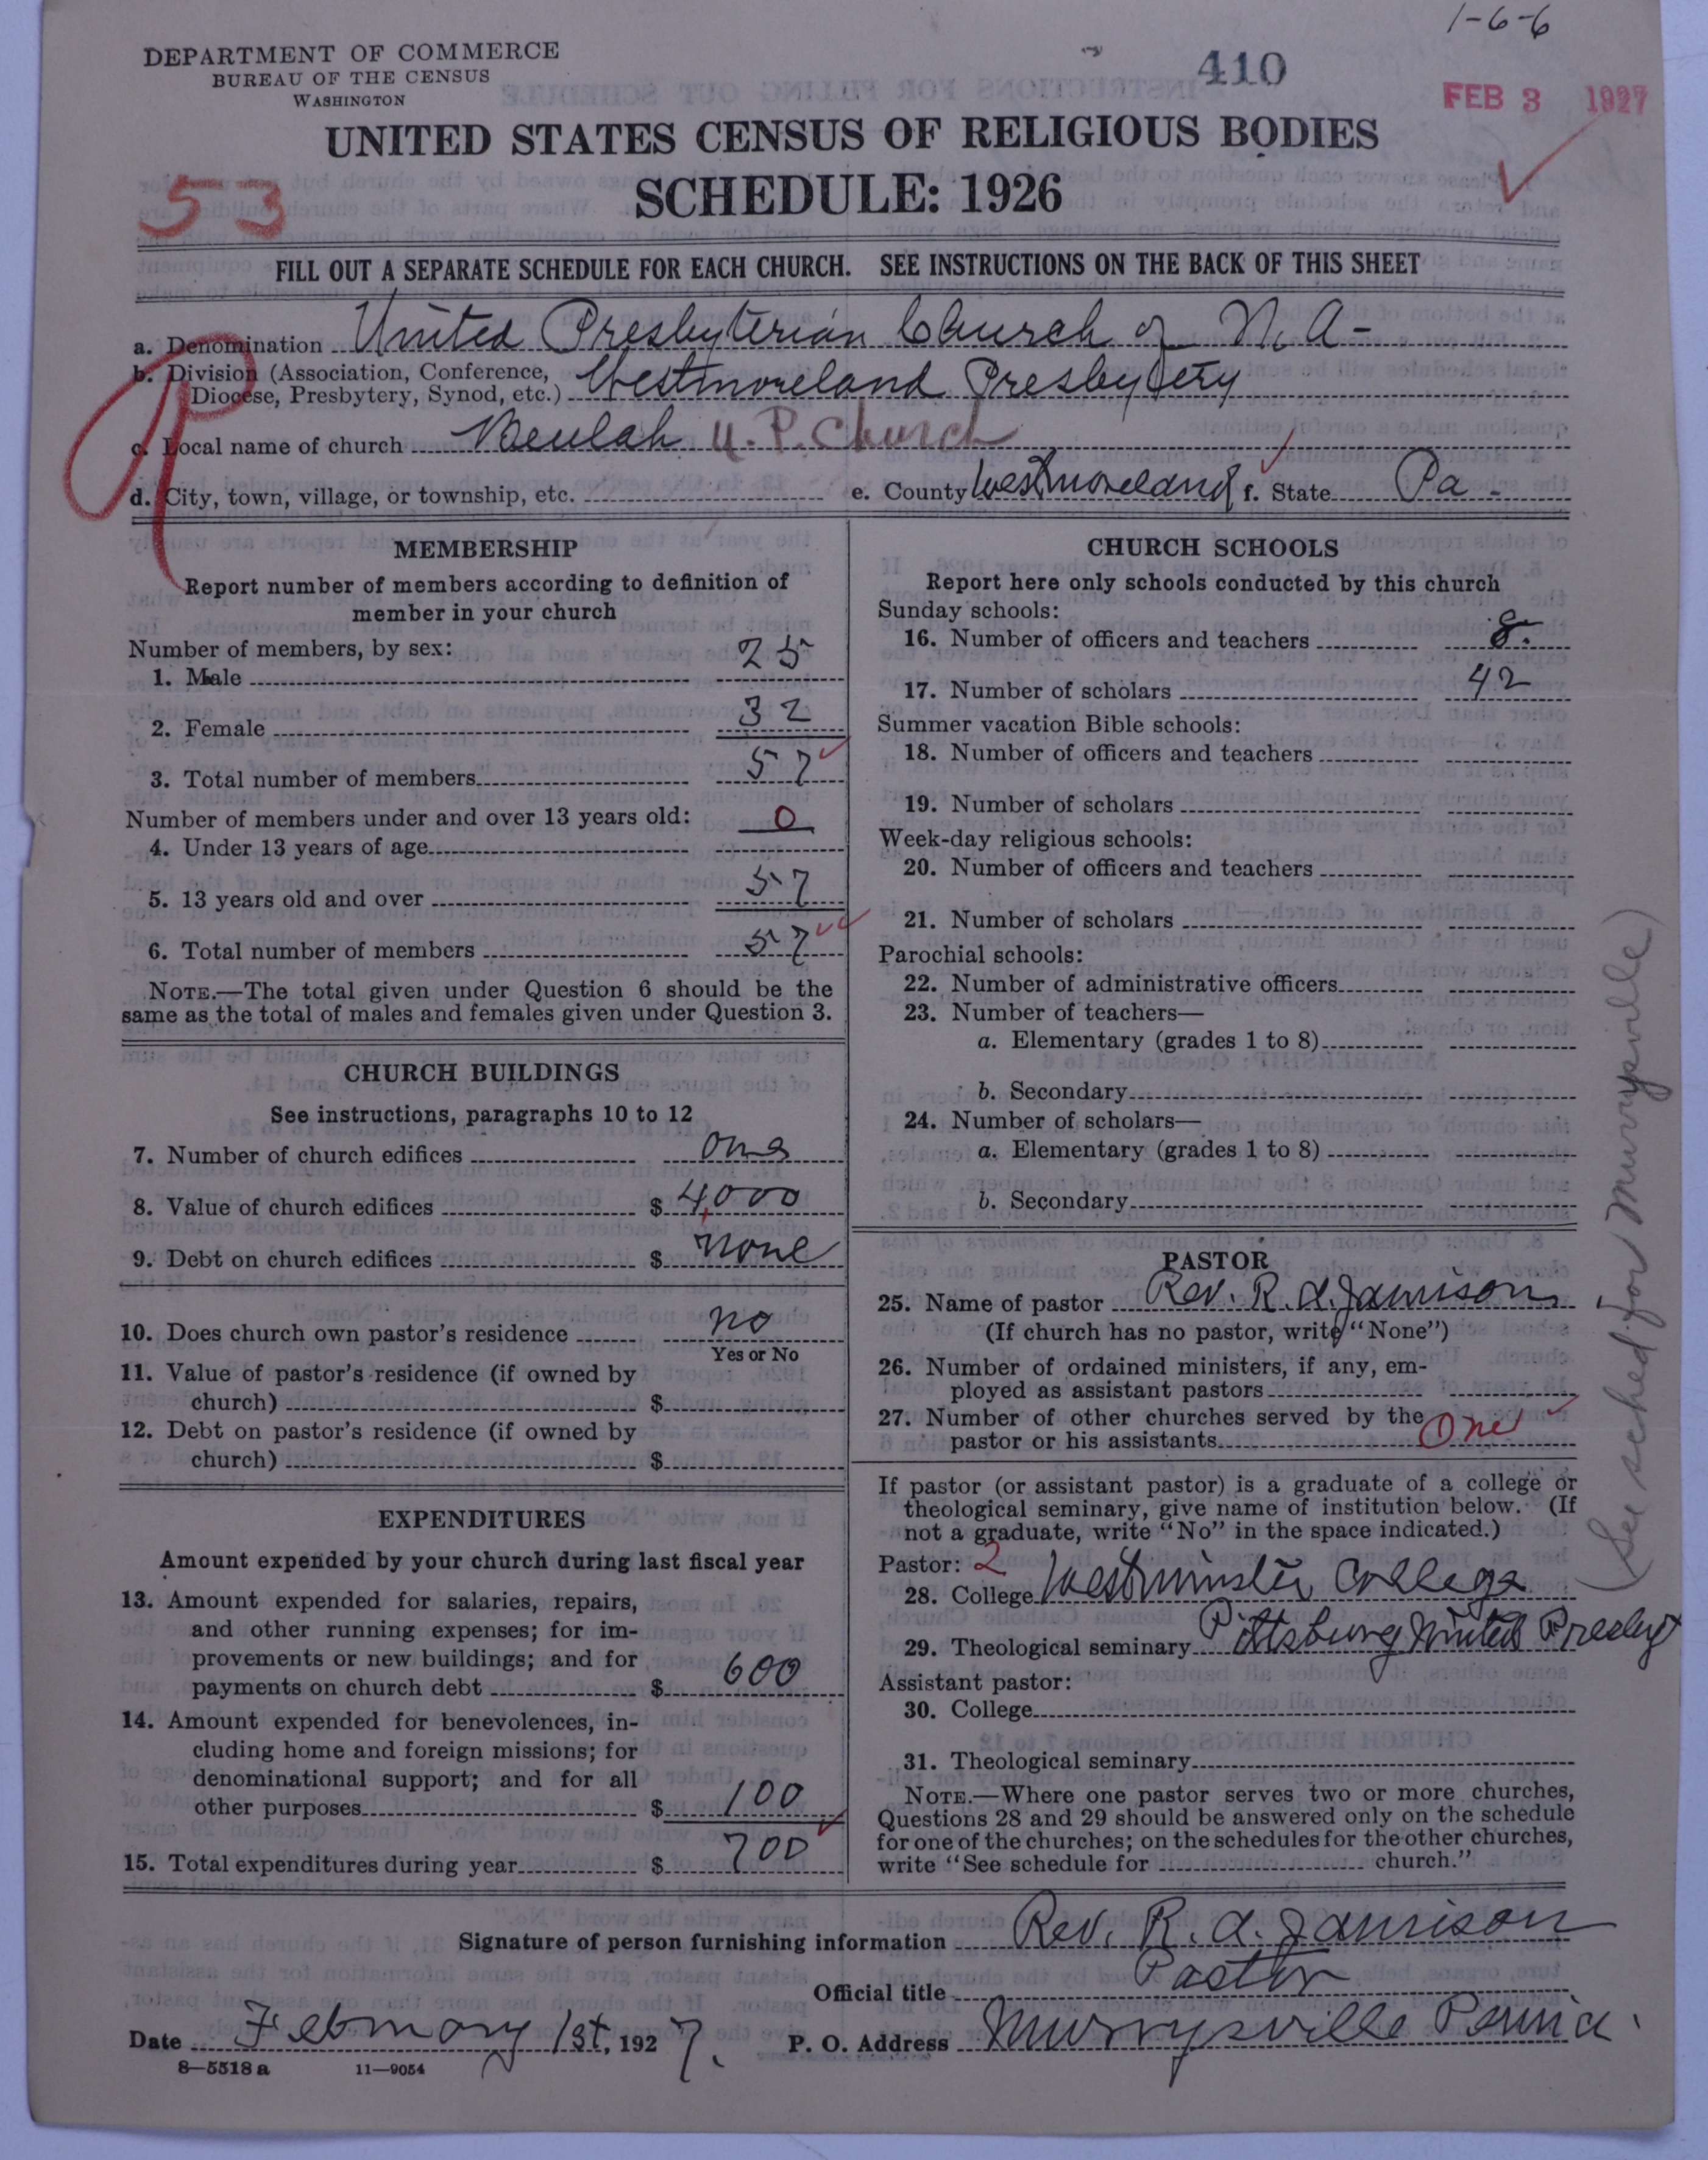 1-6-6
DEPARTMENT OF COMMERCE
BUREAU OF THE CENSUS
WASHINGTON
410
FEB 3 1927
UNITED STATES CENSUS OF RELIGIOUS BODIES
53
SCHEDULE: 1926
FILL OUT A SEPARATE SCHEDULE FOR EACH CHURCH. SEE INSTRUCTIONS ON THE BACK OF THIS SHEET
a. Denomination United Presbyterian Church of N. A-
b. Division (Association, Conference, Diocese, Presbytery, Synod, etc.) Westmoreland Presbytery
c. Local name of church Beulah U. P. Church
d. City, town, village, or township, etc. e. County Westmoreland f. State Pa -
MEMBERSHIP
Report number of members according to definition of
member in your church
Number of members, by sex:
1. Male 25
2. Female 32
3. Total number of members 57
Number of members under and over 13 years old:
4. Under 13 years of age 0
5. 13 years old and over 57
6. Total number of members 57
NOTE.—The total given under Question 6 should be the
same as the total of males and females given under Question 3.
CHURCH BUILDINGS
See instructions, paragraphs 10 to 12
7. Number of church edifices one
8. Value of church edifices $ 4,000
9. Debt on church edifices $ none
10. Does church own pastor's residence no
Yes or No
11. Value of pastor's residence (if owned by
church) $
12. Debt on pastor's residence (if owned by
church) $
EXPENDITURES
Amount expended by your church during last fiscal year
13. Amount expended for salaries, repairs,
and other running expenses; for im-
provements or new buildings; and for
payments on church debt $ 600
14. Amount expended for benevolences, in-
cluding home and foreign missions; for
denominational support; and for all
other purposes $ 100
15. Total expenditures during year $ 700
CHURCH SCHOOLS
Report here only schools conducted by this church
Sunday schools:
16. Number of officers and teachers 8.
17. Number of scholars 42
Summer vacation Bible schools:
18. Number of officers and teachers
19. Number of scholars
Week-day religious schools:
20. Number of officers and teachers
21. Number of scholars
Parochial schools:
22. Number of administrative officers
23. Number of teachers—
a. Elementary (grades 1 to 8)
b. Secondary
24. Number of scholars—
a. Elementary (grades 1 to 8)
b. Secondary
PASTOR
25. Name of pastor Rev. R. A. Jamison
(If church has no pastor, write "None")
26. Number of ordained ministers, if any, em-
ployed as assistant pastors
27. Number of other churches served by the
pastor or his assistants One
If pastor (or assistant pastor) is a graduate of a college or
theological seminary, give name of institution below. (If
not a graduate, write "No" in the space indicated.)
Pastor: 2
28. College Westminster College
29. Theological seminary Pittsburg United Presbyt
Assistant pastor:
30. College
31. Theological seminary
NOTE.—Where one pastor serves two or more churches,
Questions 28 and 29 should be answered only on the schedule
for one of the churches; on the schedules for the other churches,
write "See schedule for church."
(See sched for Murrysville)
Signature of person furnishing information Rev. R. A. Jamison
Official title Pastor
Date February 1st, 1927. P. O. Address Murrysville Penna.
8—5518 a 11—9054